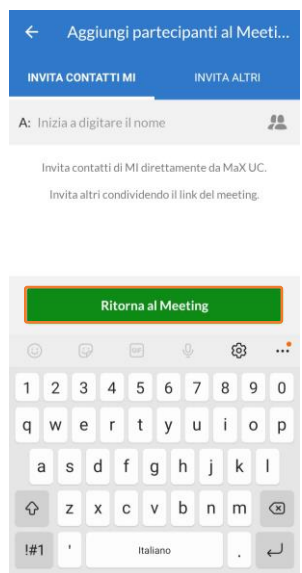 Aggiungi partecipanti al Meeti...
INVITA CONTATTI MI INVITA ALTRI
A: Inizia a digitare il nome
Invita contatti di MI direttamente da MaX UC.
Invita altri condividendo il link del meeting.
Ritorna al Meeting
GIF
1 2 3 4 5 6 7 8 9 0
q w e r t y u i o p
a s d f g h j k l
z x c v b n m
!#1 ' Italiano .